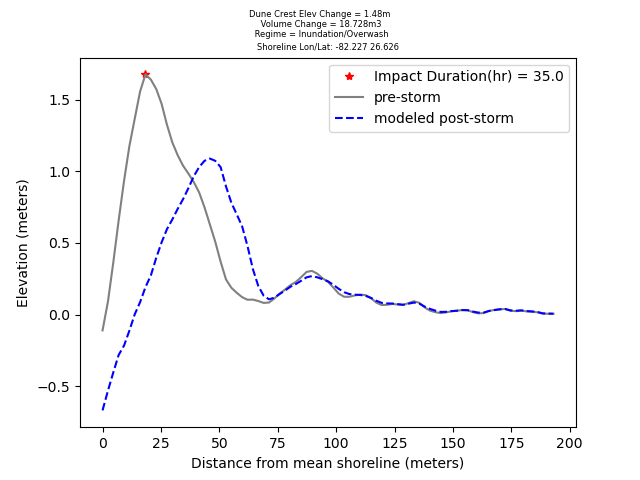 Dune Crest Elev Change = 1.48m
Volume Change = 18.728m3
Regime = Inundation/Overwash
Shoreline Lon/Lat: -82.227 26.626
Impact Duration(hr) = 35.0
pre-storm
modeled post-storm
Elevation (meters)
1.5
1.0
0.5
0.0
−0.5
0 25 50 75 100 125 150 175 200
Distance from mean shoreline (meters)